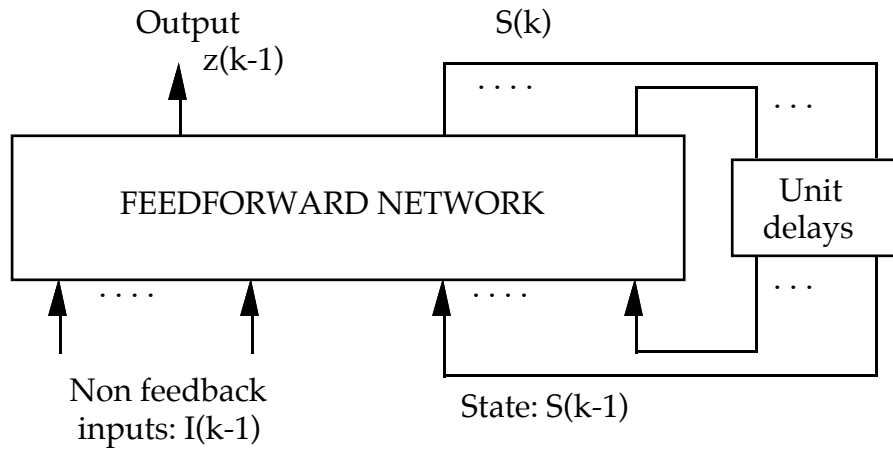 Output
z(k-1)
S(k)
. . . .
. . .
FEEDFORWARD NETWORK
Unit
delays
. . . .
. . . .
. . .
Non feedback
inputs: I(k-1)
State: S(k-1)